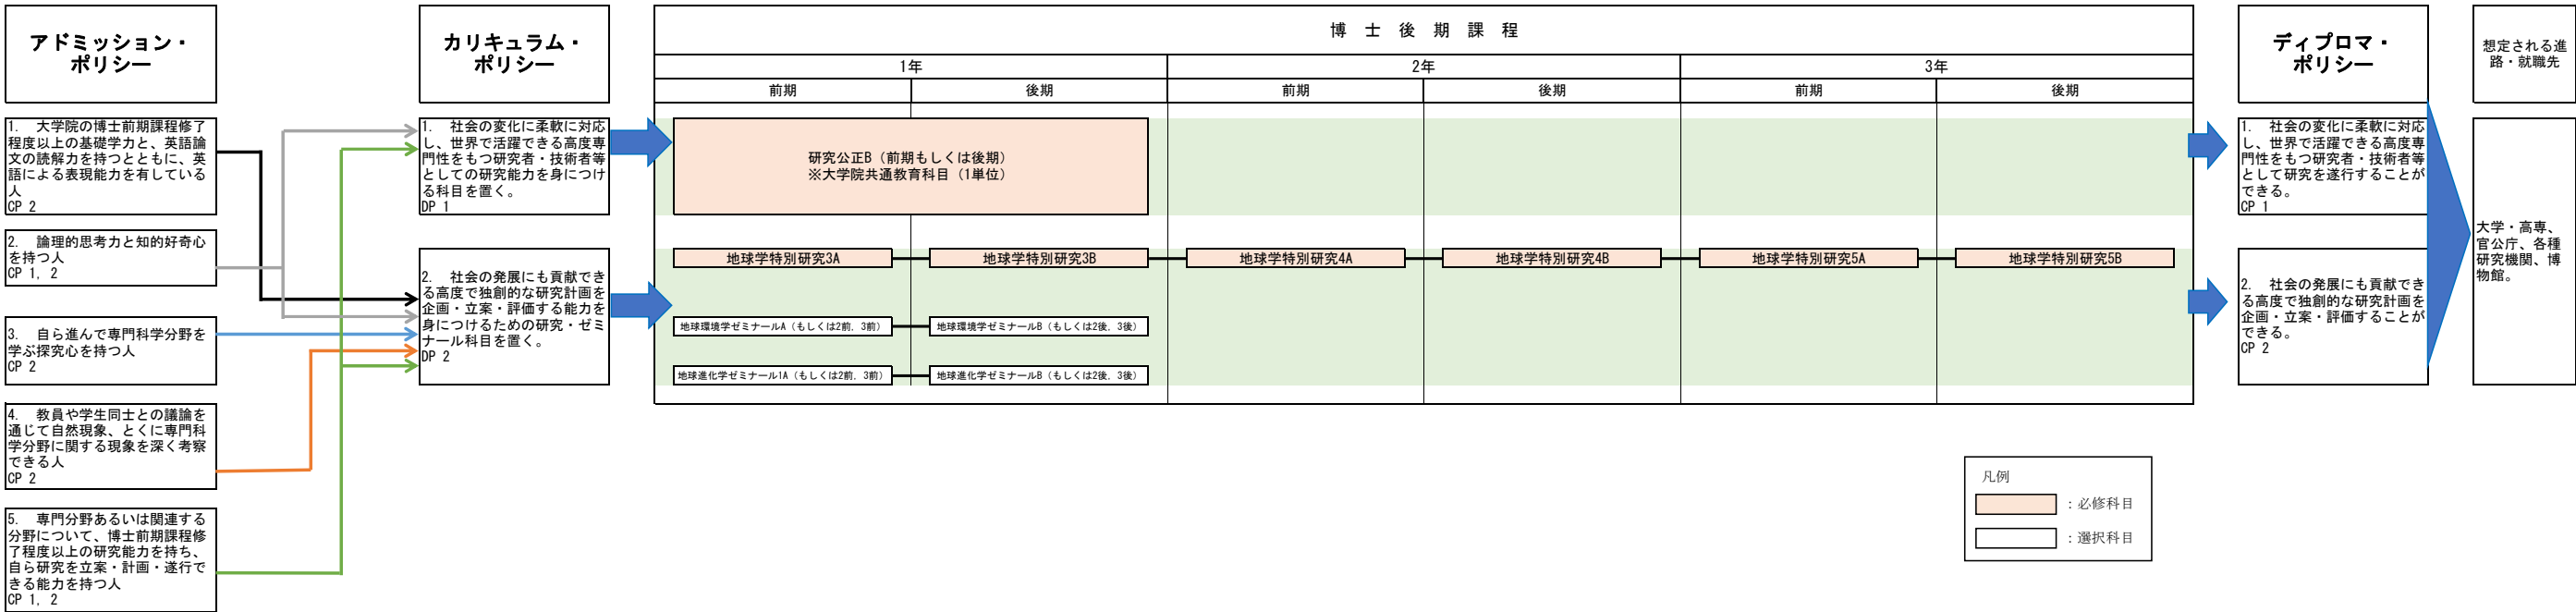 アドミッション・
ポリシー
1.　大学院の博士前期課程修了
程度以上の基礎学力と、英語論
文の読解力を持つとともに、英
語による表現能力を有している
人
CP 2
2.　論理的思考力と知的好奇心
を持つ人
CP 1, 2
3.　自ら進んで専門科学分野を
学ぶ探究心を持つ人
CP 2
4.　教員や学生同士との議論を
通じて自然現象、とくに専門科
学分野に関する現象を深く考察
できる人
CP 2
5.　専門分野あるいは関連する
分野について、博士前期課程修
了程度以上の研究能力を持ち、
自ら研究を立案・計画・遂行で
きる能力を持つ人
CP 1, 2
カリキュラム・
ポリシー
1.　社会の変化に柔軟に対応
し、世界で活躍できる高度専
門性をもつ研究者・技術者等
としての研究能力を身につけ
る科目を置く。
DP 1
2.　社会の発展にも貢献でき
る高度で独創的な研究計画を
企画・立案・評価する能力を
身につけるための研究・ゼミ
ナール科目を置く。
DP 2
博　士　後　期　課　程
1年
2年
3年
前期
後期
前期
後期
前期
後期
研究公正B（前期もしくは後期）
※大学院共通教育科目（1単位）
地球学特別研究3A
地球学特別研究3B
地球学特別研究4A
地球学特別研究4B
地球学特別研究5A
地球学特別研究5B
地球環境学ゼミナールA（もしくは2前, 3前）
地球環境学ゼミナールB（もしくは2後, 3後）
地球進化学ゼミナール1A（もしくは2前, 3前）
地球進化学ゼミナールB（もしくは2後, 3後）
ディプロマ・
ポリシー
1.　社会の変化に柔軟に対応
し、世界で活躍できる高度専
門性をもつ研究者・技術者等
として研究を遂行することが
できる。
CP 1
2.　社会の発展にも貢献でき
る高度で独創的な研究計画を
企画・立案・評価することが
できる。
CP 2
想定される進
路・就職先
大学・高専、
官公庁、各種
研究機関、博
物館。
凡例
：必修科目
：選択科目